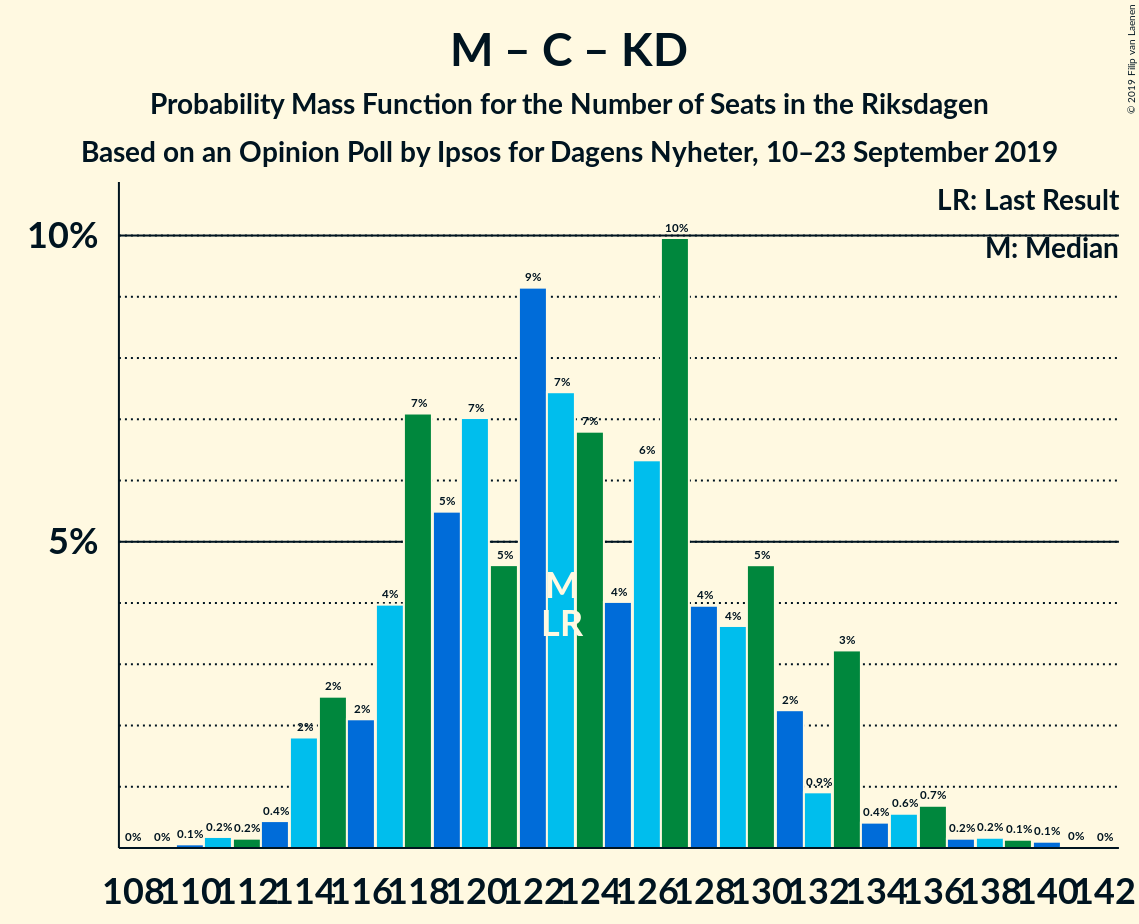 M – C – KD
Probability Mass Function for the Number of Seats in the Riksdagen
Based on an Opinion Poll by Ipsos for Dagens Nyheter, 10–23 September 2019
© 2019 Filip van Laenen
LR: Last Result
M: Median
10%
5%
0% 0% 0.1% 0.2% 0.2% 0.4% 2% 2% 2% 4% 7% 5% 7% 5% 9% 7% 7% 4% 6% 10% 4% 4% 5% 2% 0.9% 3% 0.4% 0.6% 0.7% 0.2% 0.2% 0.1% 0.1% 0% 0%
M
LR
108 110 112 114 116 118 120 122 124 126 128 130 132 134 136 138 140 142